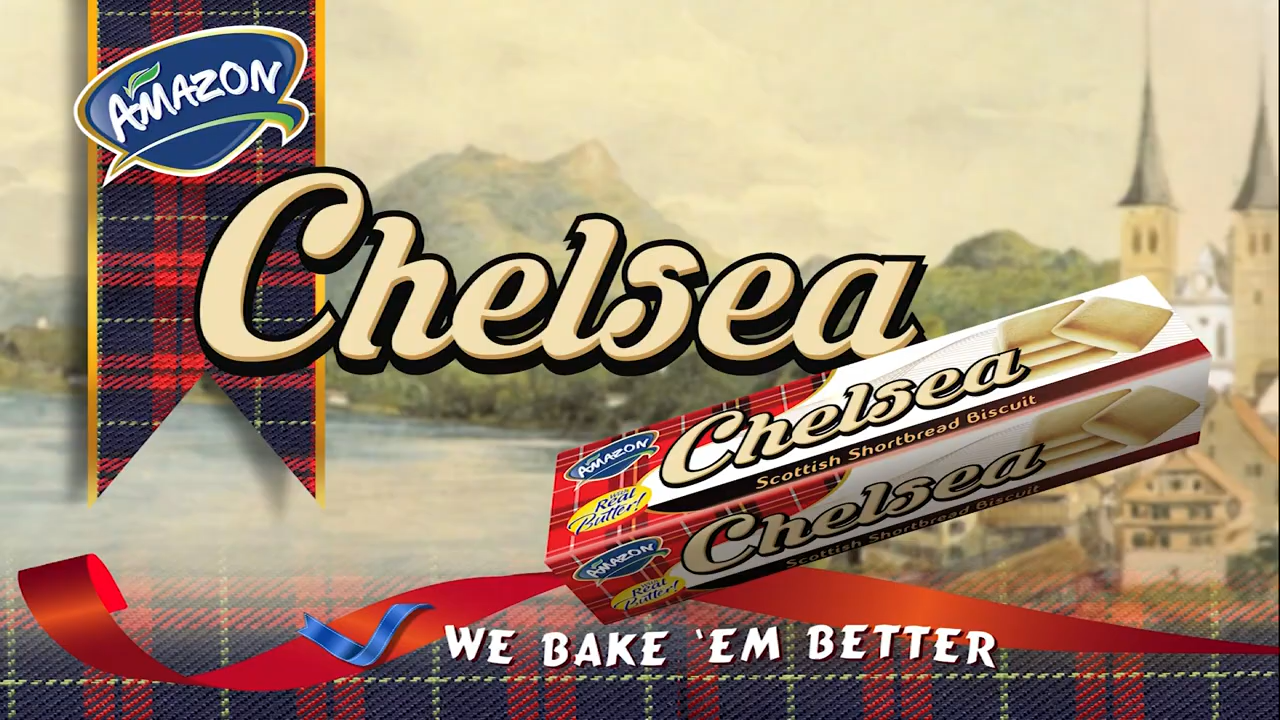 AMAZON
Chelsea
AMAZON
Chelsea
Scottish Shortbread Biscuit
With
Real
Butter!
AMAZON
Chelsea
Scottish Shortbread Biscuit
Real
Butter!
WE BAKE 'EM BETTER